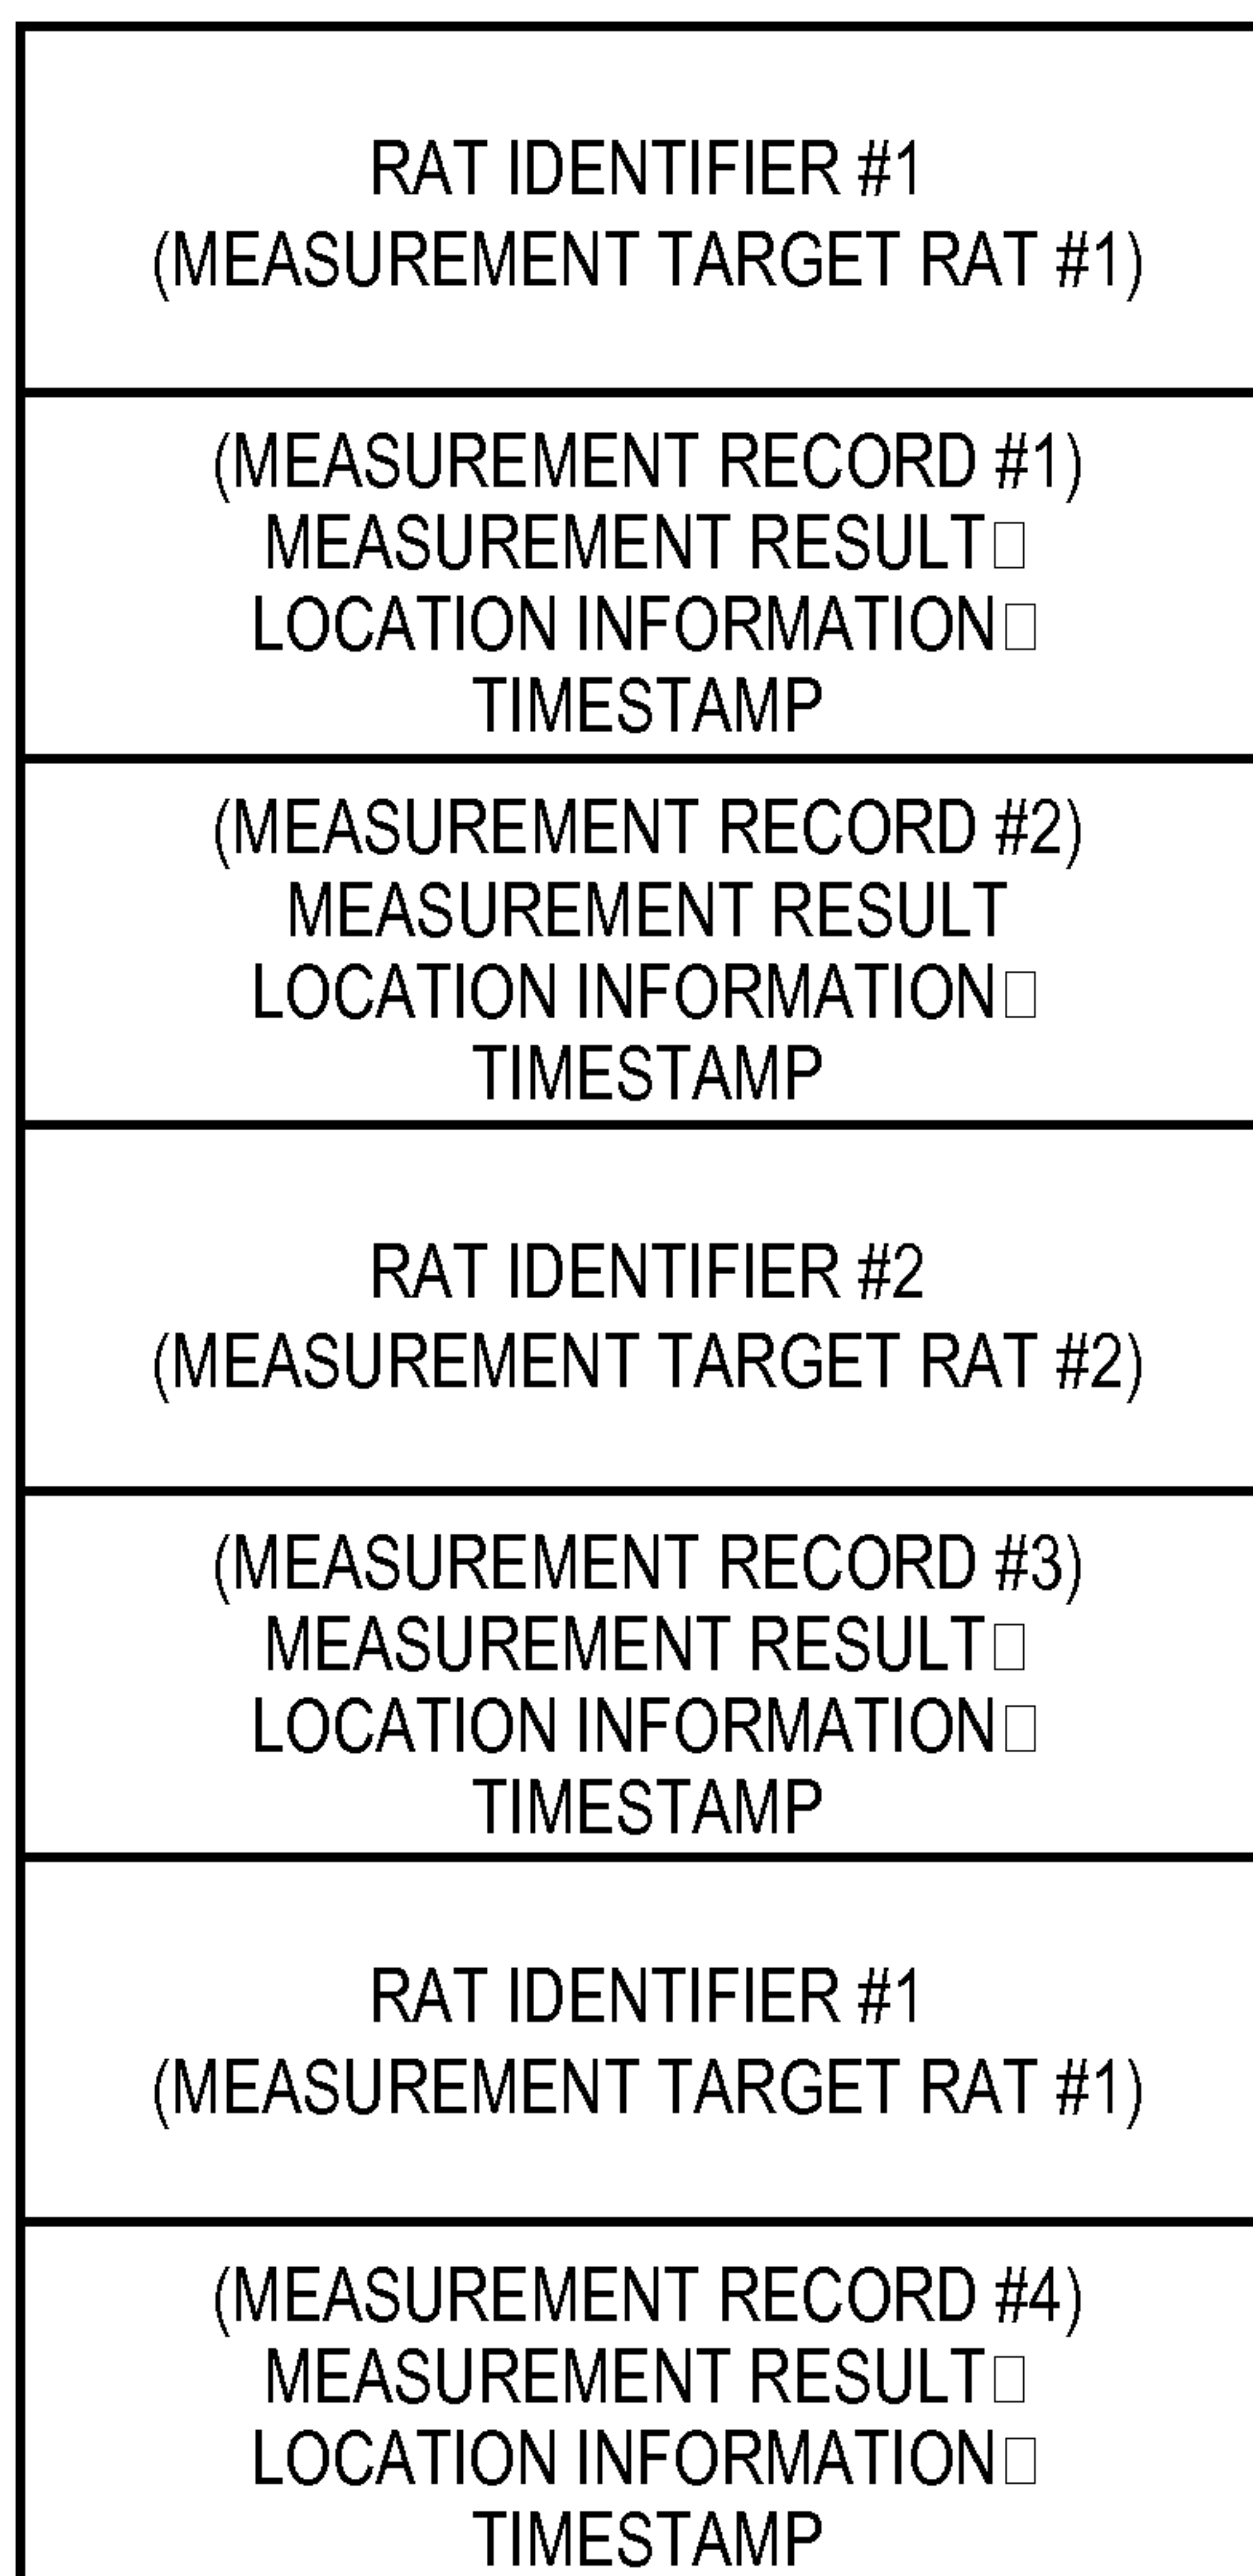 RAT IDENTIFIER #1
(MEASUREMENT TARGET RAT #1)
(MEASUREMENT RECORD #1)
MEASUREMENT RESULT□
LOCATION INFORMATION□
TIMESTAMP
(MEASUREMENT RECORD #2)
MEASUREMENT RESULT
LOCATION INFORMATION□
TIMESTAMP
RAT IDENTIFIER #2
(MEASUREMENT TARGET RAT #2)
(MEASUREMENT RECORD #3)
MEASUREMENT RESULT□
LOCATION INFORMATION□
TIMESTAMP
RAT IDENTIFIER #1
(MEASUREMENT TARGET RAT #1)
(MEASUREMENT RECORD #4)
MEASUREMENT RESULT□
LOCATION INFORMATION□
TIMESTAMP